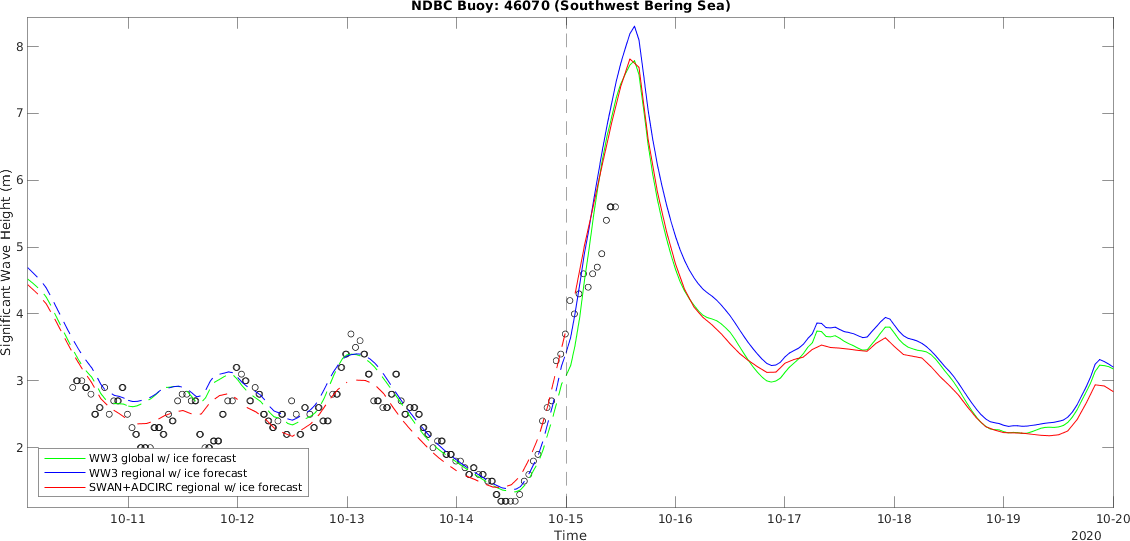 NDBC Buoy: 46070 (Southwest Bering Sea)
8
7
6
5
4
3
2
Significant Wave Height (m)
WW3 global w/ ice forecast
WW3 regional w/ ice forecast
SWAN+ADCIRC regional w/ ice forecast
10-11 10-12 10-13 10-14 10-15 10-16 10-17 10-18 10-19 10-20
Time
2020